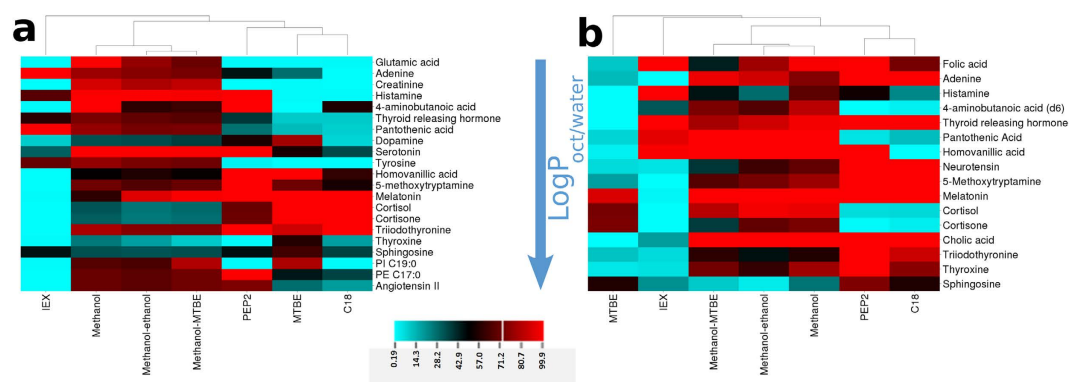 a
Glutamic acid
Adenine
Creatinine
Histamine
4-aminobutanoic acid
Thyroid releasing hormone
Pantothenic acid
Dopamine
Serotonin
Tyrosine
Homovanillic acid
5-methoxytryptamine
Melatonin
Cortisol
Cortisone
Triiodothyronine
Thyroxine
Sphingosine
PI C19:0
PE C17:0
Angiotensin II
IEX
Methanol
Methanol-ethanol
Methanol-MTBE
PEP2
MTBE
C18
LogP oct/water
0.19
14.3
28.2
42.9
57.0
71.2
80.7
99.9
b
Folic acid
Adenine
Histamine
4-aminobutanoic acid (d6)
Thyroid releasing hormone
Pantothenic Acid
Homovanillic acid
Neurotensin
5-Methoxytryptamine
Melatonin
Cortisol
Cortisone
Cholic acid
Triiodothyronine
Thyroxine
Sphingosine
MTBE
IEX
Methanol-MTBE
Methanol-ethanol
Methanol
PEP2
C18